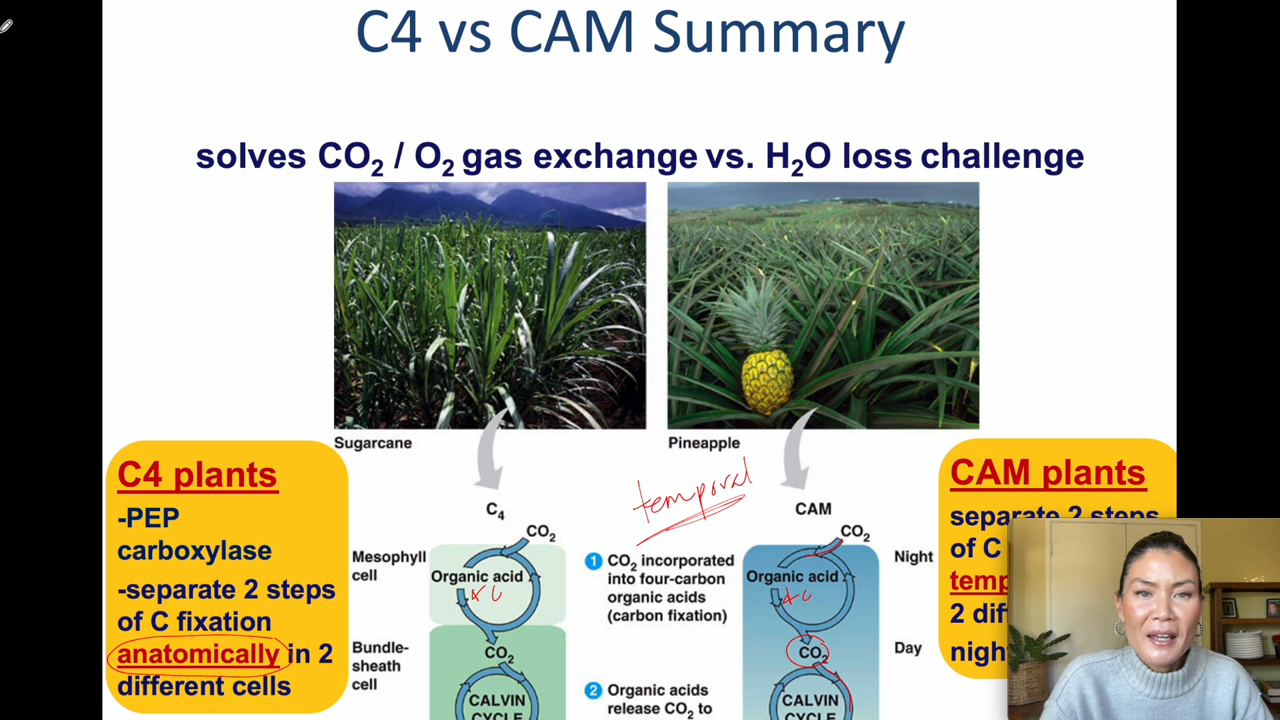 C4 vs CAM Summary
solves CO₂ / O₂ gas exchange vs. H₂O loss challenge
Sugarcane
Pineapple
C4 plants
-PEP
carboxylase
-separate 2 steps
of C fixation
anatomically in 2
different cells
C₄
CO₂
Mesophyll
cell
Organic acid
4C
Bundle-
sheath
cell
CO₂
CALVIN
CYCLE
temporal
1 CO₂ incorporated
into four-carbon
organic acids
(carbon fixation)
2 Organic acids
release CO₂ to
CAM
CO₂
Organic acid
4C
CO₂
CALVIN
CYCLE
Night
Day
CAM plants
separate 2 steps
of C
2